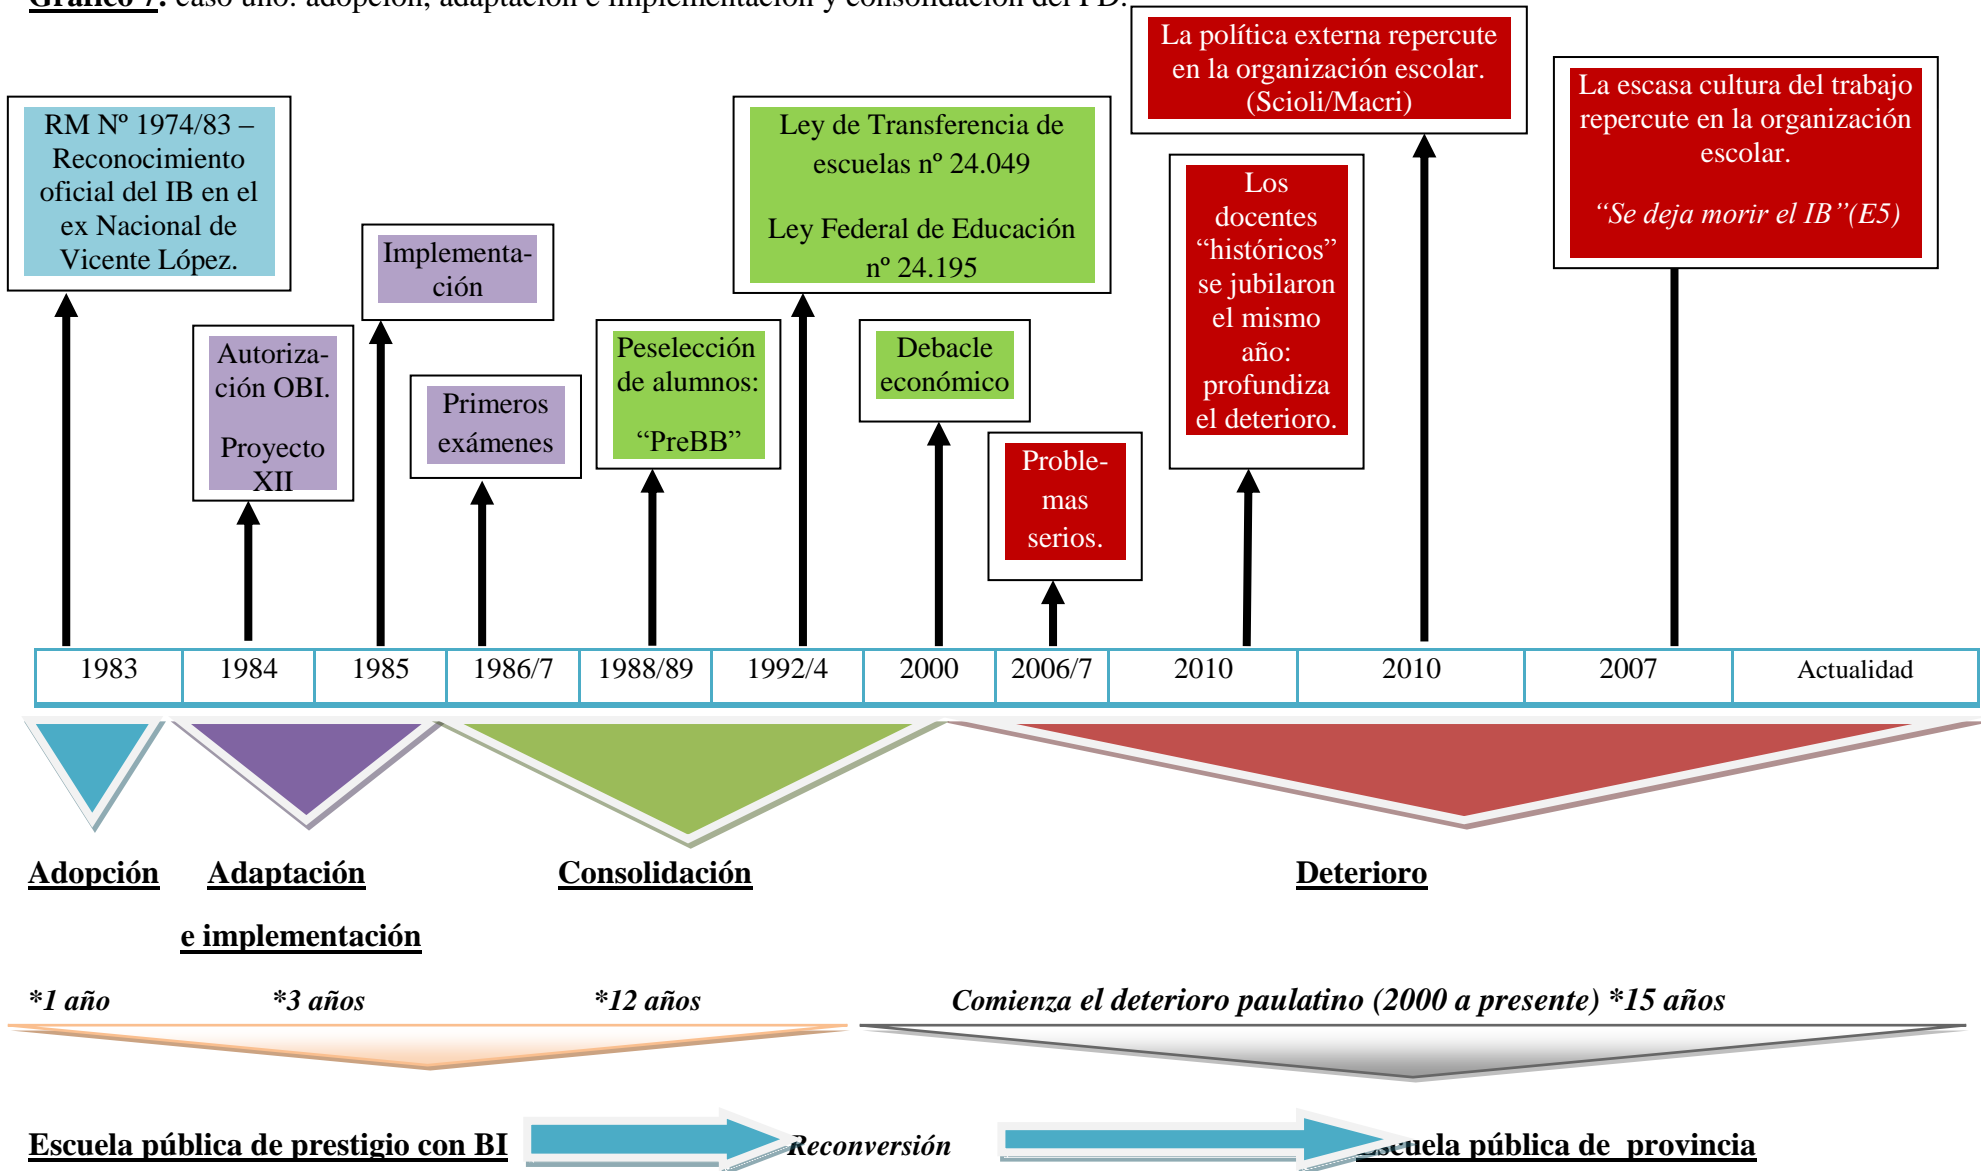 Gráfico 7: caso uno: adopción, adaptación e implementación y consolidación del PD.
La política externa repercute
en la organización escolar.
(Scioli/Macri)
La escasa cultura del trabajo
repercute en la organización
escolar.
“Se deja morir el IB”(E5)
RM Nº 1974/83 –
Reconocimiento
oficial del IB en el
ex Nacional de
Vicente López.
Ley de Transferencia de
escuelas nº 24.049
Ley Federal de Educación
nº 24.195
Los
docentes
“históricos”
se jubilaron
el mismo
año:
profundiza
el deterioro.
Implementa-
ción
Autoriza-
ción OBI.
Proyecto
XII
Primeros
exámenes
Peselección
de alumnos:
“PreBB”
Debacle
económico
Proble-
mas
serios.
1983 1984 1985 1986/7 1988/89 1992/4 2000 2006/7 2010 2010 2007 Actualidad
Adopción Adaptación Consolidación Deterioro
e implementación
*1 año *3 años *12 años Comienza el deterioro paulatino (2000 a presente) *15 años
Escuela pública de prestigio con BI Reconversión Escuela pública de provincia